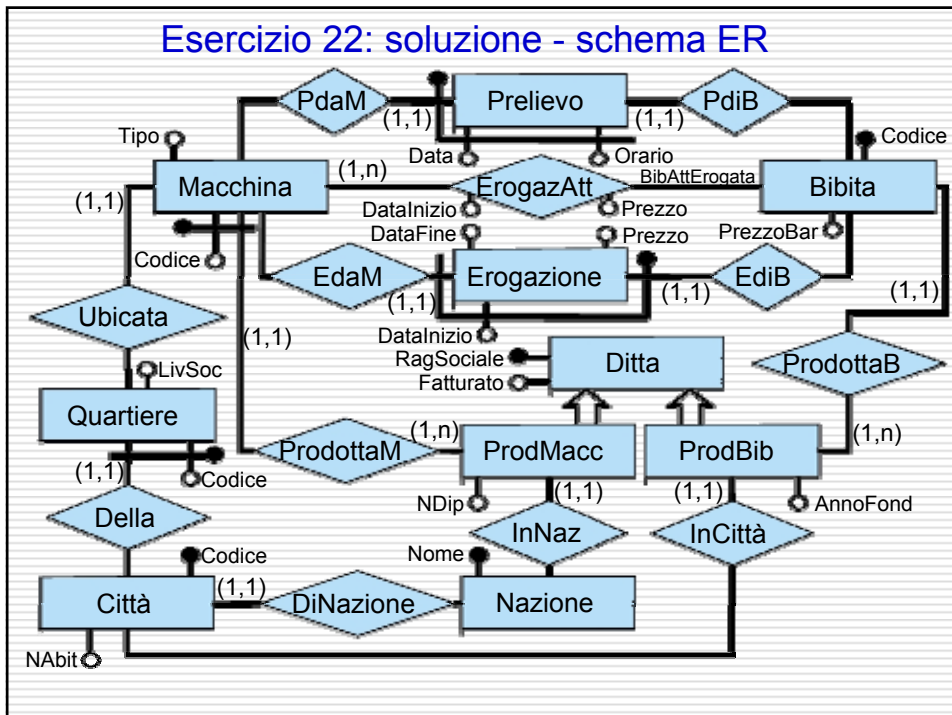 Esercizio 22: soluzione - schema ER
PdaM
Prelievo
PdiB
(1,1)
(1,1)
Tipo
Data
Orario
Codice
Macchina
(1,n)
ErogazAtt
BibAttErogata
Bibita
(1,1)
DataInizio
Prezzo
DataFine
Prezzo
PrezzoBar
Codice
EdaM
Erogazione
EdiB
(1,1)
(1,1)
(1,1)
Ubicata
(1,1)
DataInizio
RagSociale
Ditta
ProdottaB
LivSoc
Fatturato
Quartiere
ProdottaM
(1,n)
ProdMacc
ProdBib
(1,n)
(1,1)
Codice
NDip
(1,1)
(1,1)
AnnoFond
Della
InNaz
InCittà
Codice
Nome
Città
(1,1)
DiNazione
Nazione
NAbit